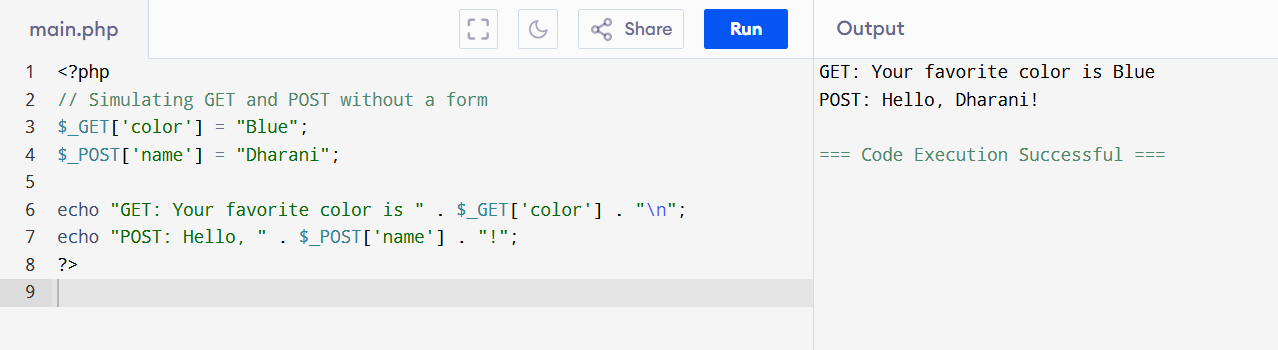 main.php
Share
Run
Output
1 <?php
2 // Simulating GET and POST without a form
3 $_GET['color'] = "Blue";
4 $_POST['name'] = "Dharani";
5
6 echo "GET: Your favorite color is " . $_GET['color'] . "\n";
7 echo "POST: Hello, " . $_POST['name'] . "!";
8 ?>
9
GET: Your favorite color is Blue
POST: Hello, Dharani!
=== Code Execution Successful ===